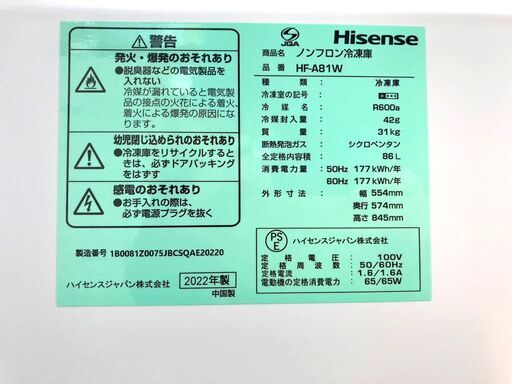 警告
発火・爆発のおそれあり
●脱臭器などの電気製品を
入れない
冷媒が漏れていると電気製
品の接点の火花による着火、
着火により爆発の原因にな
ります。
幼児閉じ込められのおそれあり
●冷凍庫をリサイクルすると
きは、必ずドアパッキング
をはずす
感電のおそれあり
●お手入れの際は、
必ず電源プラグを抜く
製造番号 1B0081Z0075JBCSQAE20220
2022年製
ハイセンスジャパン株式会社
中国製
JQA
Hisense
商品名 ノンフロン冷凍庫
品番 HF-A81W
種類: 冷凍庫
冷凍室の記号:
冷媒名: R600a
冷媒封入量: 42g
質量: 31kg
断熱発泡ガス: シクロペンタン
全定格内容積: 86L
消費電力量: 50Hz 177kWh/年
60Hz 177kWh/年
外形寸法: 幅 554mm
奥行 574mm
高さ 845mm
PSE ハイセンスジャパン株式会社
定格電圧: 100V
定格周波数: 50/60Hz
定格電流: 1.6/1.6A
電動機の定格消費電力: 65/65W